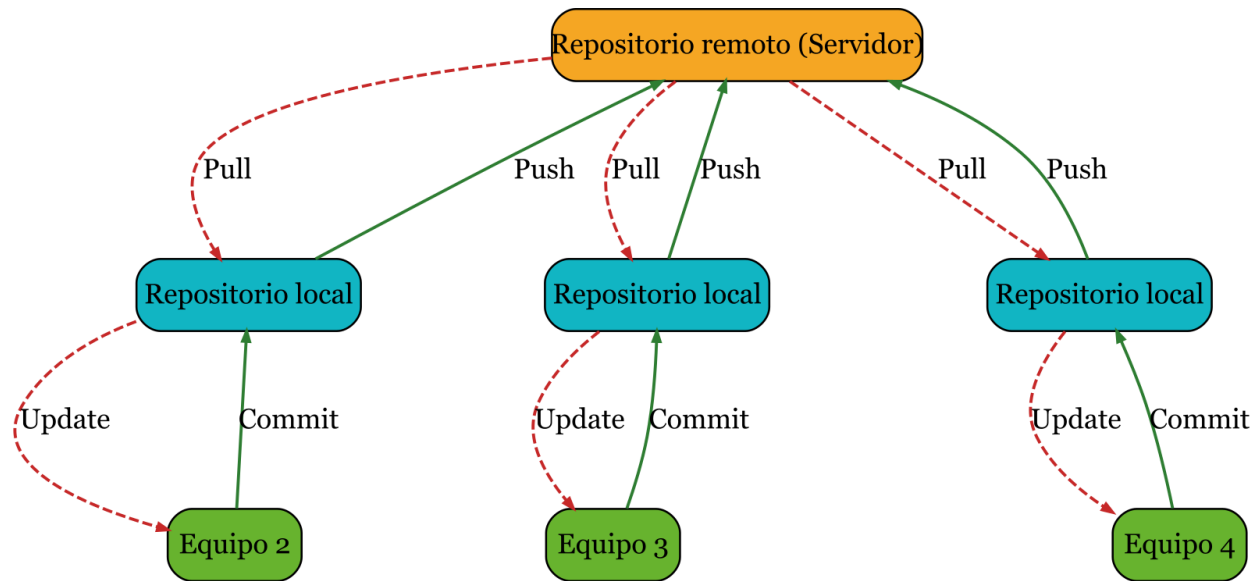 Repositorio remoto (Servidor)
Pull
Push
Pull
Push
Pull
Push
Repositorio local
Repositorio local
Repositorio local
Update
Commit
Update
Commit
Update
Commit
Equipo 2
Equipo 3
Equipo 4